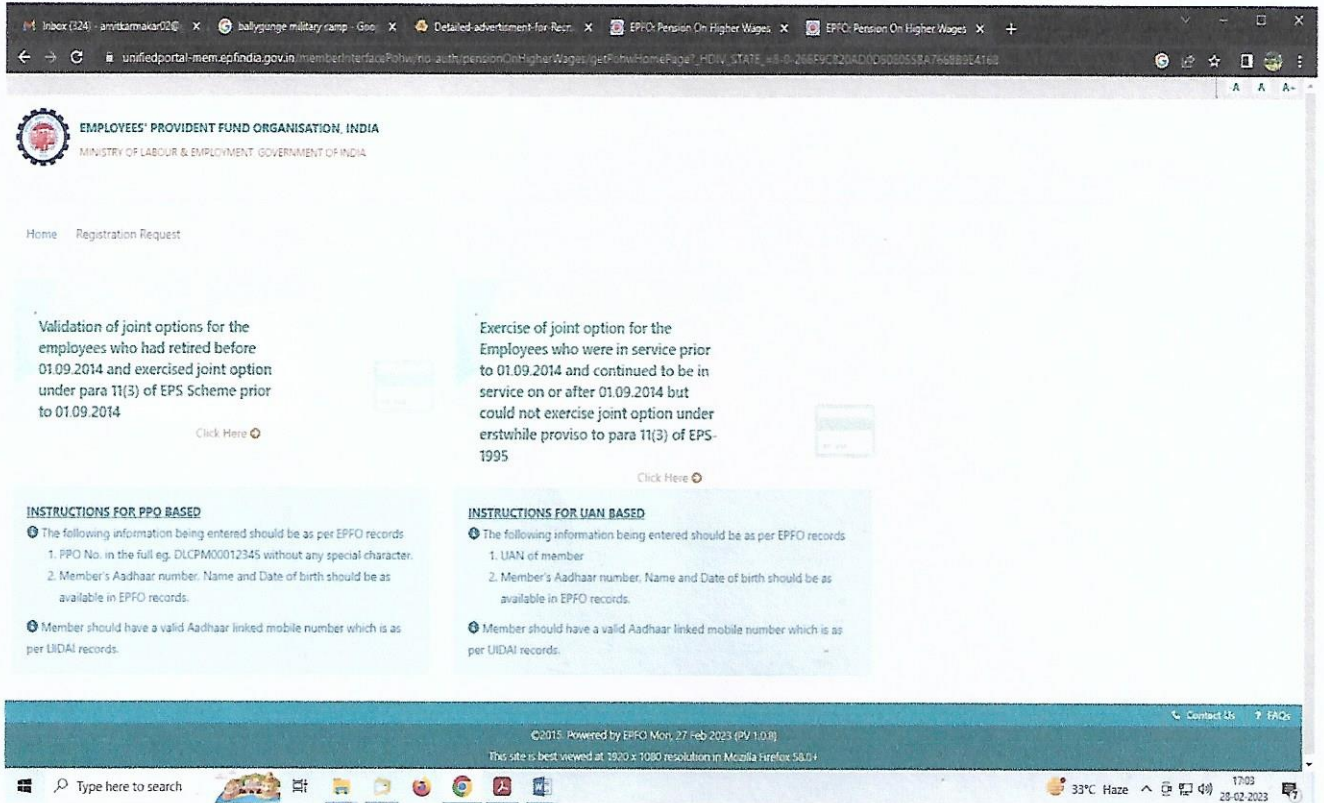 Inbox (324) - amitkarmakar02@
ballygunge military camp - Goo
Detailed-advertisment-for-Recr
EPFO: Pension On Higher Wages
EPFO: Pension On Higher Wages
unifiedportal-mem.epfindia.gov.in/memberInterfacePohw/no-auth/pensionOnHigherWages/getPohwHomePage?_HDIV_STATE_=
-A A A+
EMPLOYEES' PROVIDENT FUND ORGANISATION, INDIA
MINISTRY OF LABOUR & EMPLOYMENT, GOVERNMENT OF INDIA
Home Registration Request
Validation of joint options for the
employees who had retired before
01.09.2014 and exercised joint option
under para 11(3) of EPS Scheme prior
to 01.09.2014
Click Here
Exercise of joint option for the
Employees who were in service prior
to 01.09.2014 and continued to be in
service on or after 01.09.2014 but
could not exercise joint option under
erstwhile proviso to para 11(3) of EPS-
1995
Click Here
INSTRUCTIONS FOR PPO BASED
The following information being entered should be as per EPFO records
1. PPO No. in the full eg. DLCPM00012345 without any special character.
2. Member's Aadhaar number, Name and Date of birth should be as
available in EPFO records.
Member should have a valid Aadhaar linked mobile number which is as
per UIDAI records.
INSTRUCTIONS FOR UAN BASED
The following information being entered should be as per EPFO records
1. UAN of member
2. Member's Aadhaar number, Name and Date of birth should be as
available in EPFO records.
Member should have a valid Aadhaar linked mobile number which is as
per UIDAI records.
Contact Us ? FAQs
©2015. Powered by EPFO Mon, 27 Feb 2023 (PV 1.0.8)
This site is best viewed at 1920 x 1080 resolution in Mozilla Firefox 58.0+
Type here to search
33°C Haze
17:03
28-02-2023
7